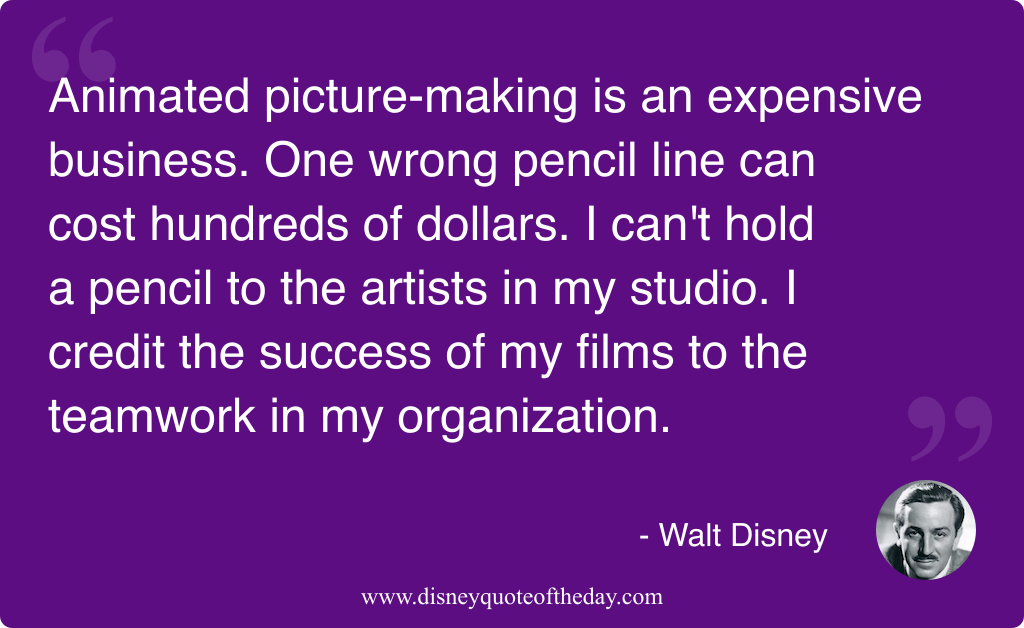 Animated picture-making is an expensive
business. One wrong pencil line can
cost hundreds of dollars. I can't hold
a pencil to the artists in my studio. I
credit the success of my films to the
teamwork in my organization.
- Walt Disney
www.disneyquoteoftheday.com